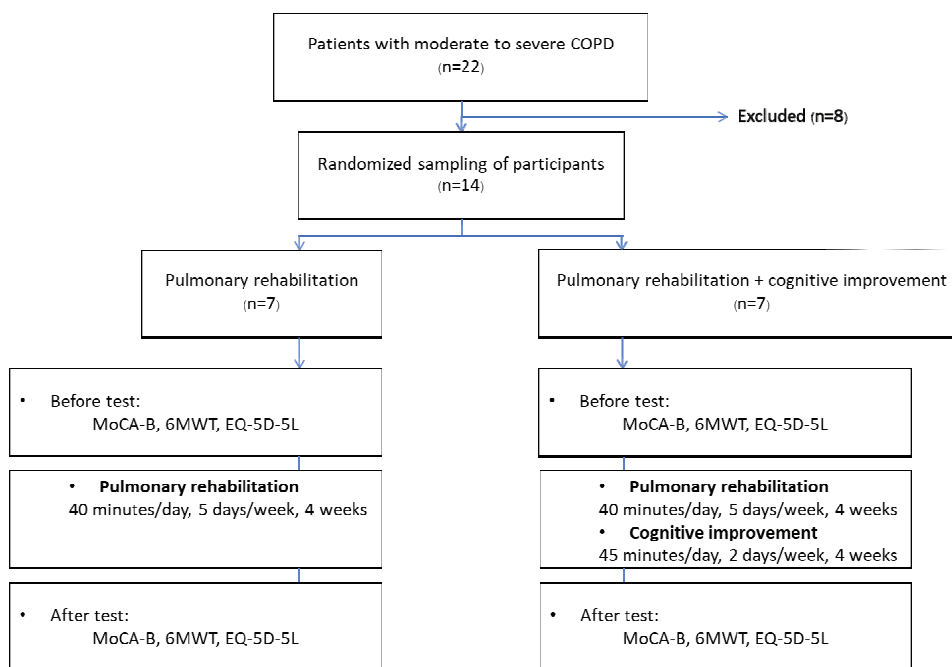 Patients with moderate to severe COPD
(n=22)
Excluded (n=8)
Randomized sampling of participants
(n=14)
Pulmonary rehabilitation
(n=7)
Pulmonary rehabilitation + cognitive improvement
(n=7)
• Before test:
MoCA-B, 6MWT, EQ-5D-5L
• Before test:
MoCA-B, 6MWT, EQ-5D-5L
• Pulmonary rehabilitation
40 minutes/day, 5 days/week, 4 weeks
• Pulmonary rehabilitation
40 minutes/day, 5 days/week, 4 weeks
• Cognitive improvement
45 minutes/day, 2 days/week, 4 weeks
• After test:
MoCA-B, 6MWT, EQ-5D-5L
• After test:
MoCA-B, 6MWT, EQ-5D-5L